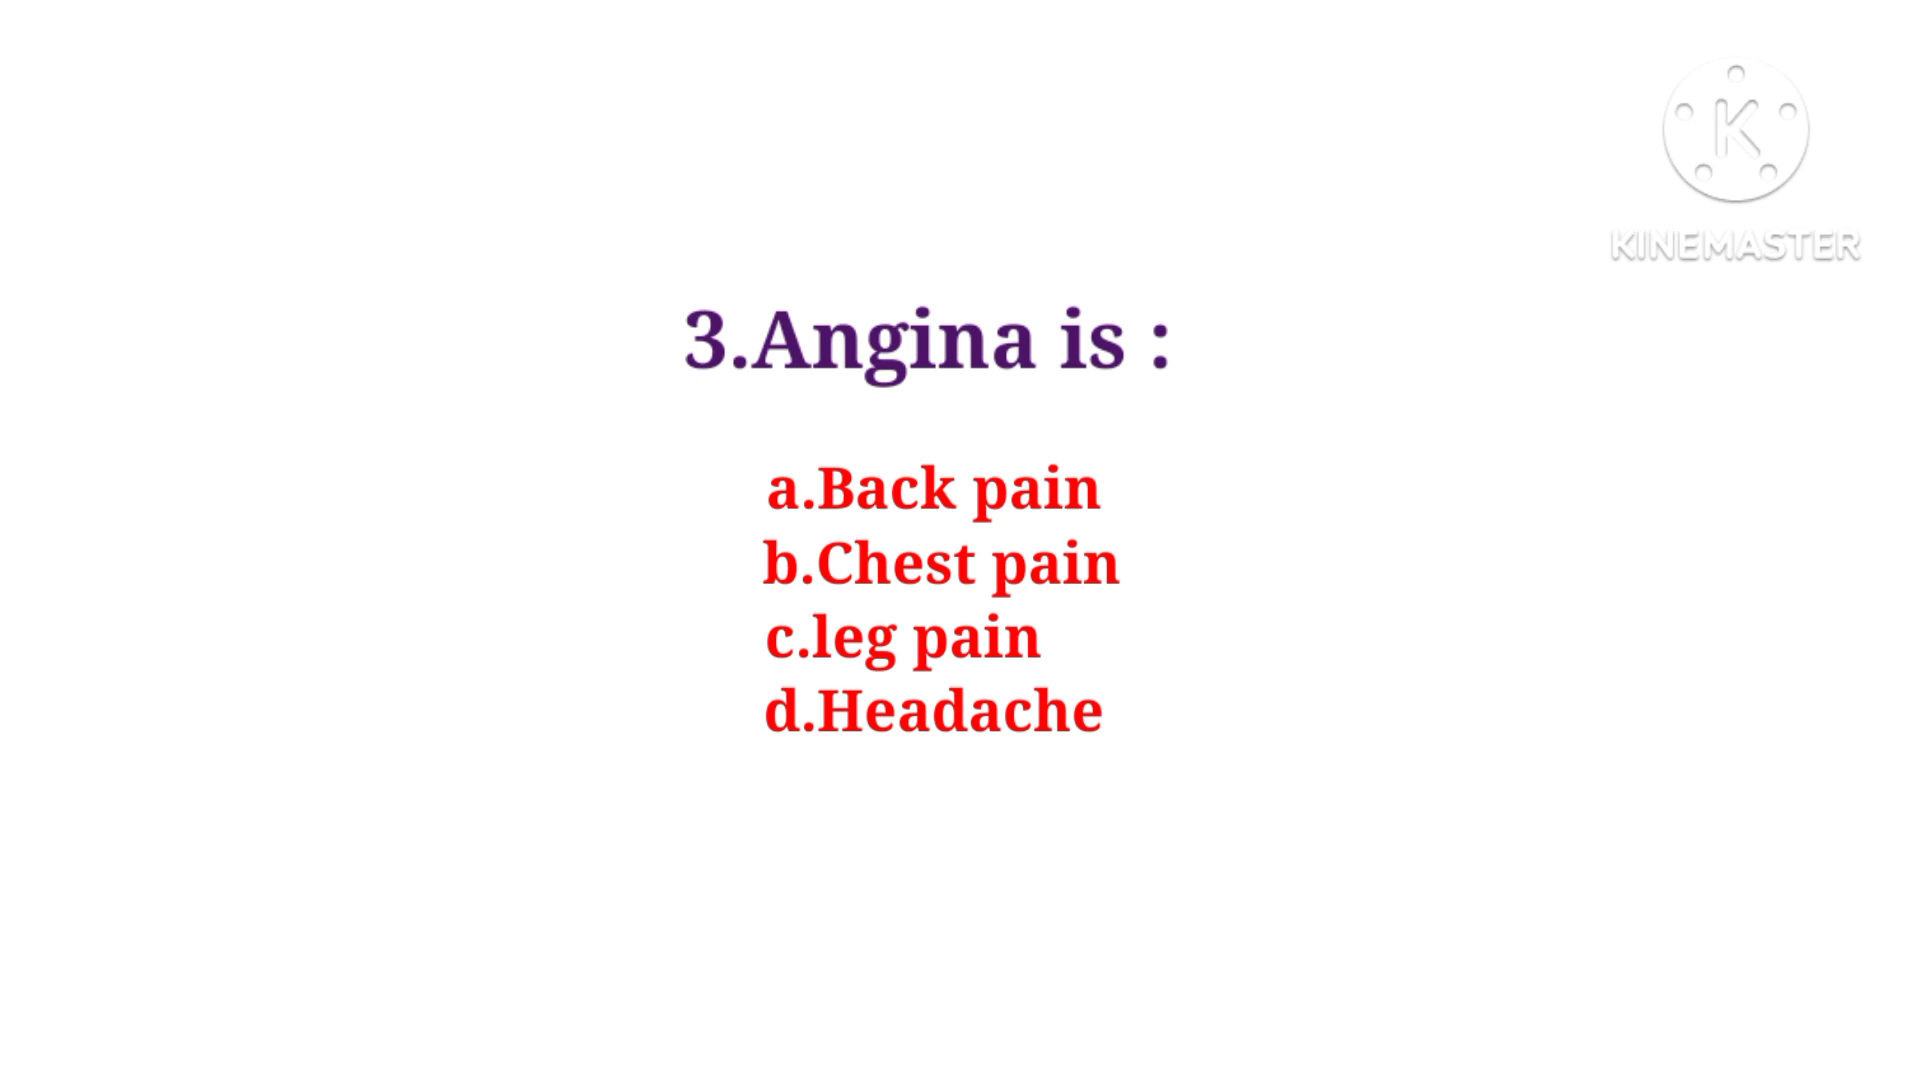 K
KINEMASTER
3.Angina is :
a.Back pain
b.Chest pain
c.leg pain
d.Headache